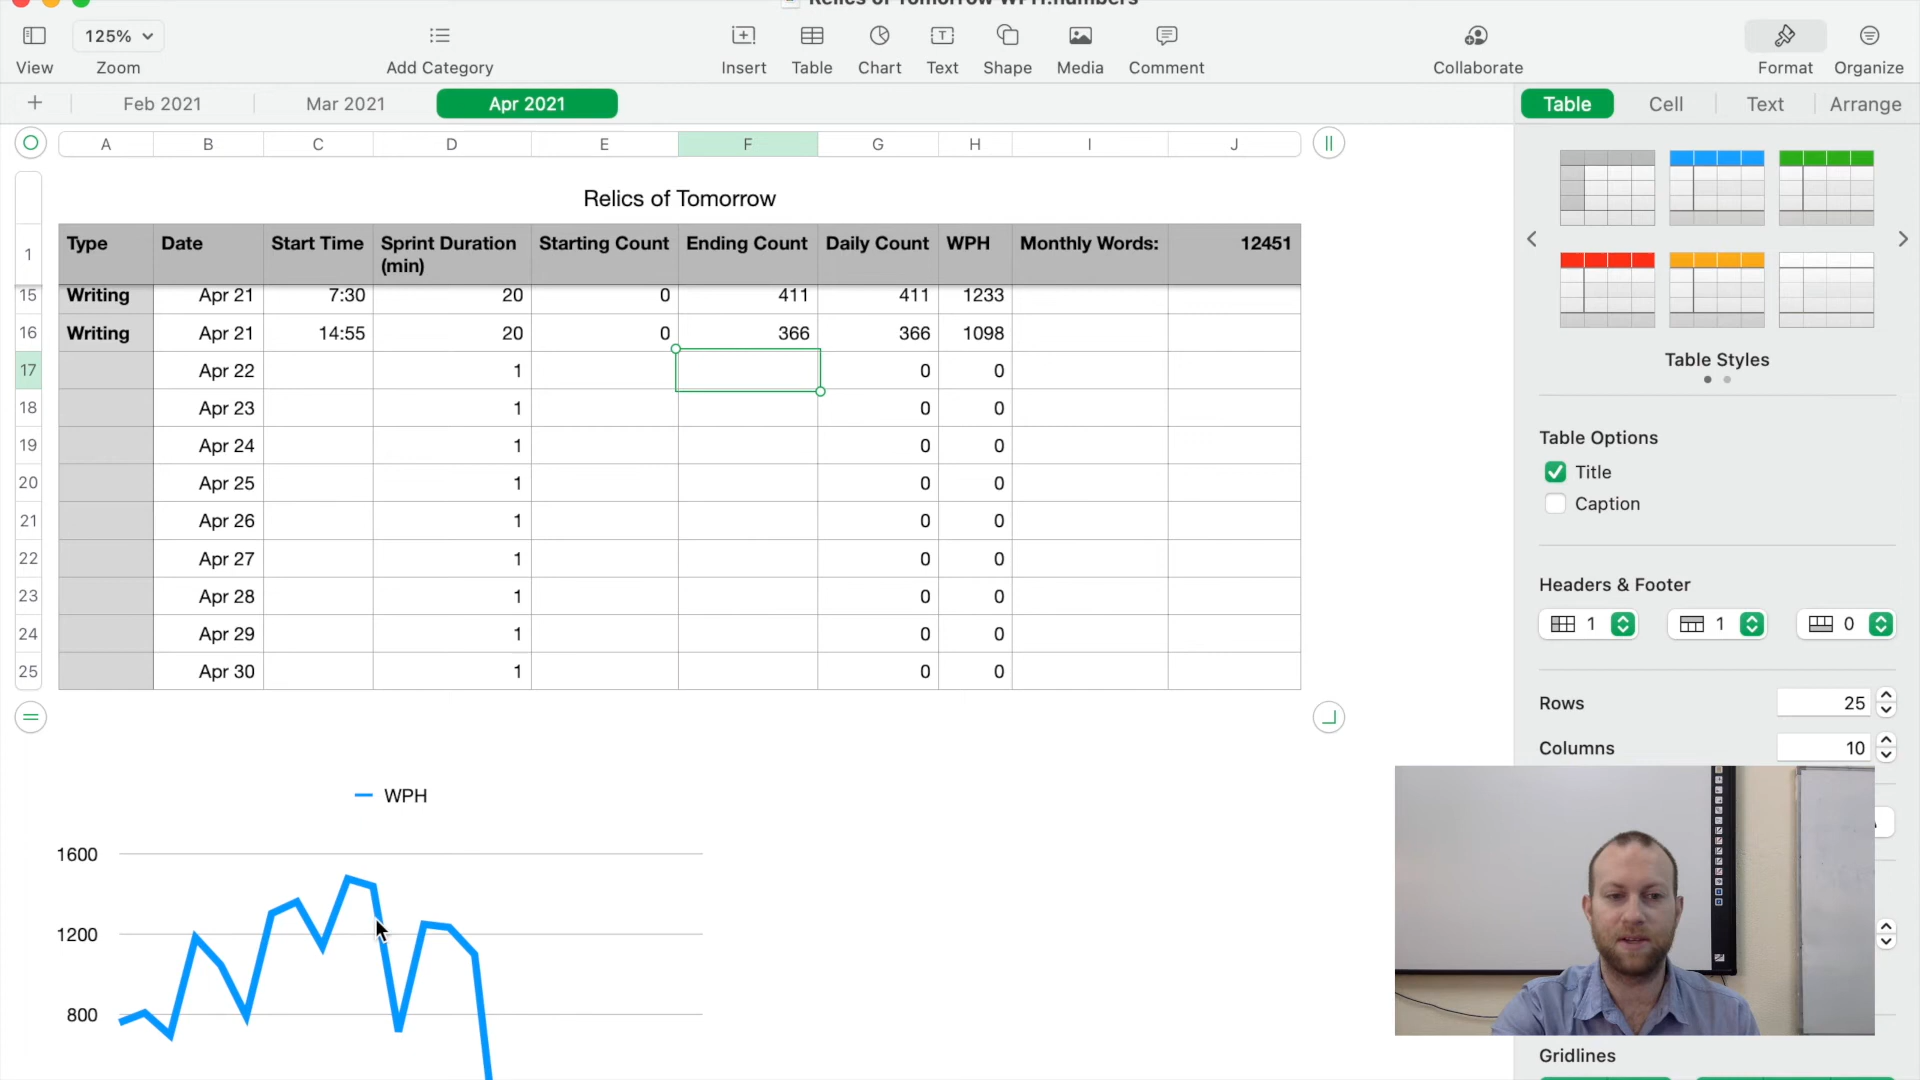 Relics of Tomorrow WPH.numbers
125%
View
Zoom
Add Category
Insert
Table
Chart
Text
Shape
Media
Comment
Collaborate
Format
Organize
Feb 2021
Mar 2021
Apr 2021
Table
Cell
Text
Arrange
A B C D E F G H I J
Relics of Tomorrow
1 Type Date Start Time Sprint Duration (min) Starting Count Ending Count Daily Count WPH Monthly Words: 12451
15 Writing Apr 21 7:30 20 0 411 411 1233
16 Writing Apr 21 14:55 20 0 366 366 1098
17 Apr 22 1 0 0
18 Apr 23 1 0 0
19 Apr 24 1 0 0
20 Apr 25 1 0 0
21 Apr 26 1 0 0
22 Apr 27 1 0 0
23 Apr 28 1 0 0
24 Apr 29 1 0 0
25 Apr 30 1 0 0
WPH
1600
1200
800
Table Styles
Table Options
Title
Caption
Headers & Footer
1 1 0
Rows 25
Columns 10
Gridlines